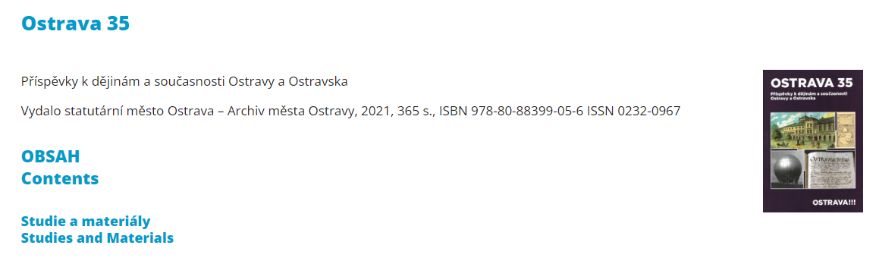 Ostrava 35
Příspěvky k dějinám a současnosti Ostravy a Ostravska
Vydalo statutární město Ostrava – Archiv města Ostravy, 2021, 365 s., ISBN 978-80-88399-05-6 ISSN 0232-0967
OBSAH
Contents
Studie a materiály
Studies and Materials
OSTRAVA 35
Příspěvky k dějinám a současnosti
Ostravy a Ostravska
OSTRAVA!!!